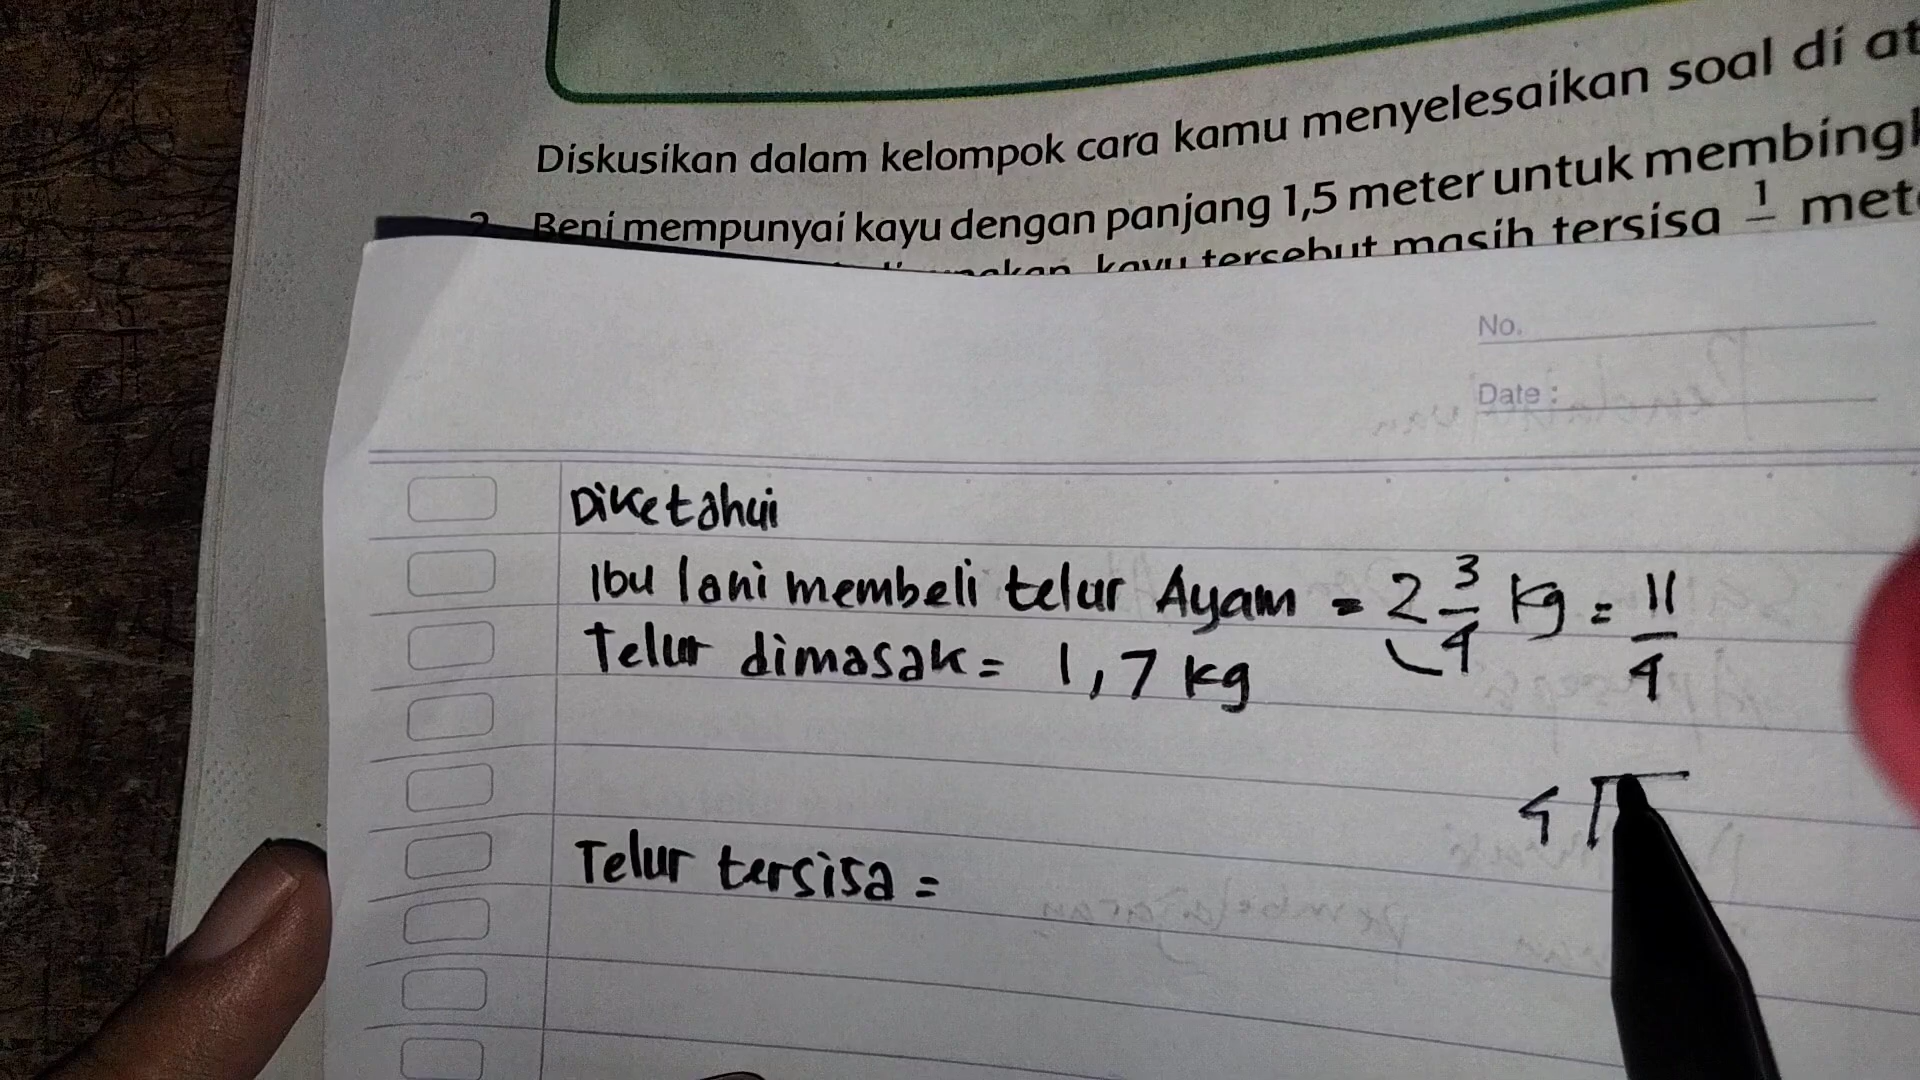 Diskusikan dalam kelompok cara kamu menyelesaikan soal di at
2. Beni mempunyai kayu dengan panjang 1,5 meter untuk membingk
kayu tersebut masih tersisa 1 met
No.
Date :
Diketahui
Ibu lani membeli telur Ayam = 2 3/4 kg = 11/4
Telur dimasak = 1,7 kg
4
Telur tersisa =